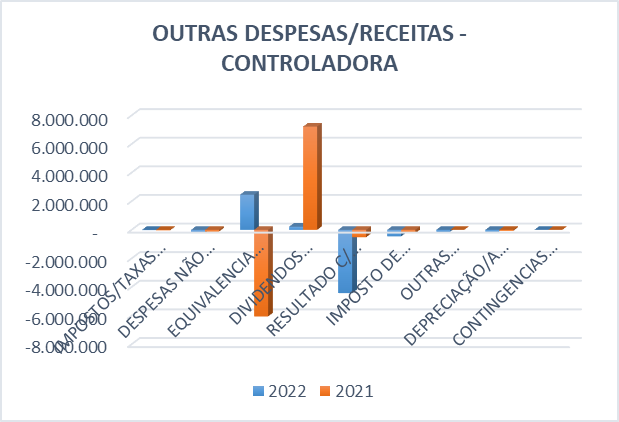 OUTRAS DESPESAS/RECEITAS -
CONTROLADORA
8.000.000
6.000.000
4.000.000
2.000.000
-
-2.000.000
-4.000.000
-6.000.000
-8.000.000
IMPOSTOS/TAXAS...
DESPESAS NÃO...
EQUIVALENCIA...
DIVIDENDOS...
RESULTADO C/...
IMPOSTO DE...
OUTRAS...
DEPRECIAÇÃO/A...
CONTINGENCIAS...
2022
2021